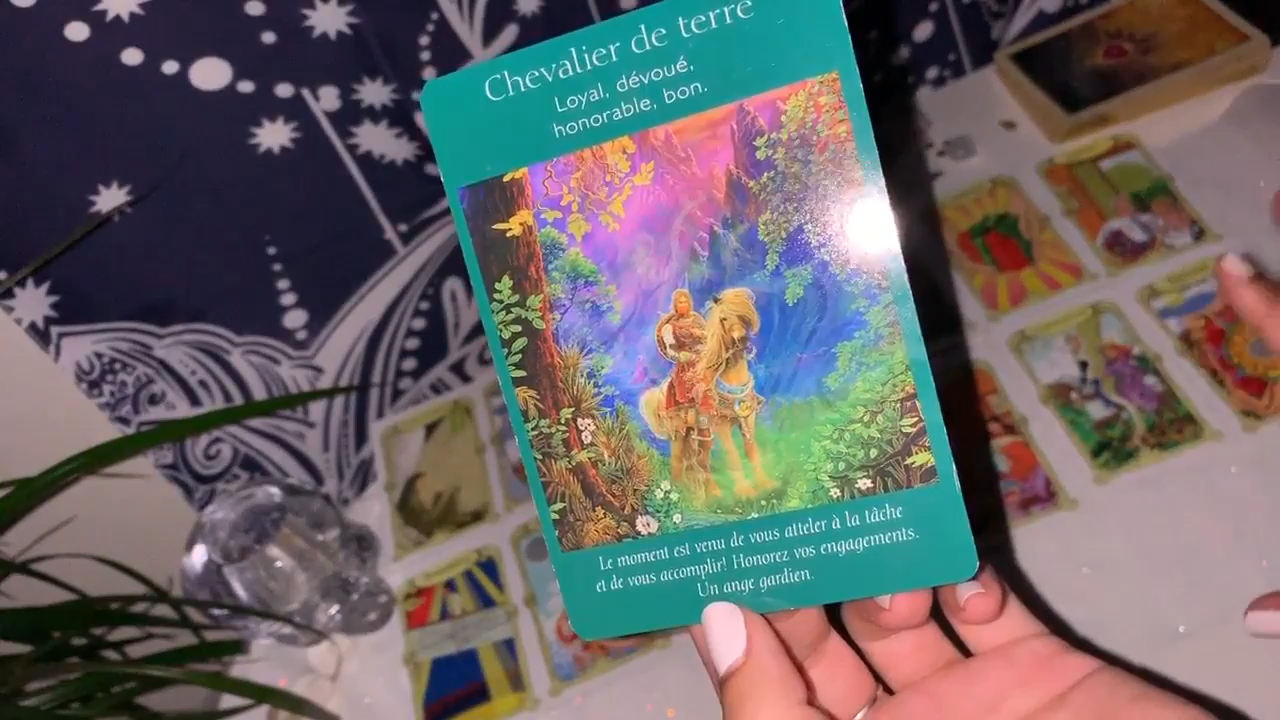 Chevalier de terre
Loyal, dévoué,
honorable, bon.
Le moment est venu de vous atteler à la tâche
et de vous accomplir! Honorez vos engagements.
Un ange gardien.